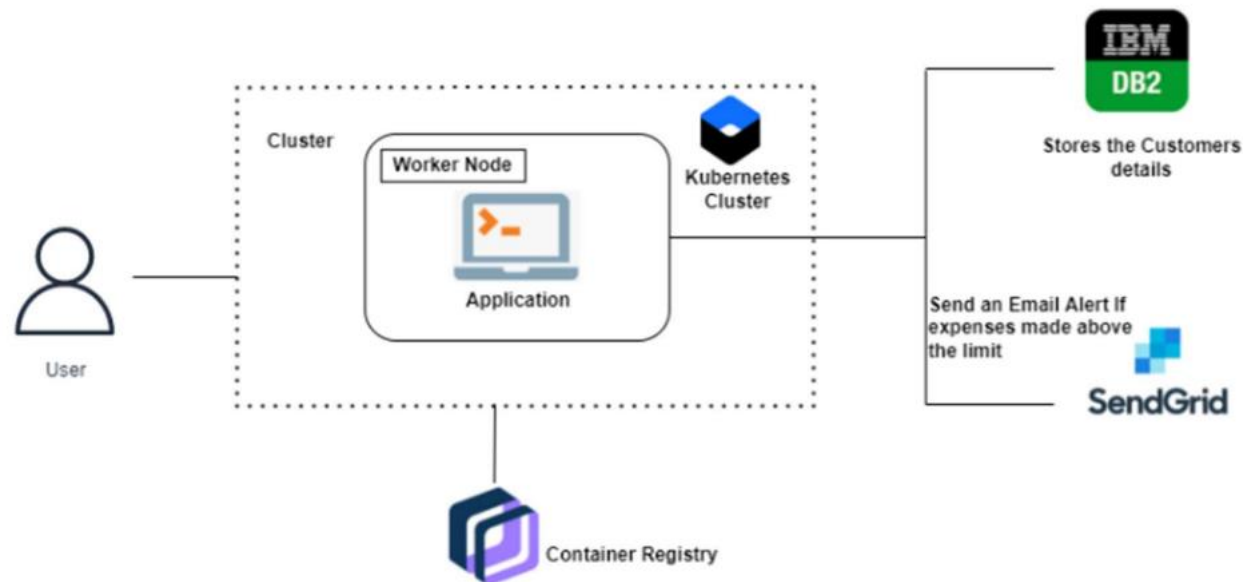 IBM
DB2
Stores the Customers
details
Cluster
Worker Node
Kubernetes
Cluster
Application
User
Send an Email Alert If
expenses made above
the limit
SendGrid
Container Registry